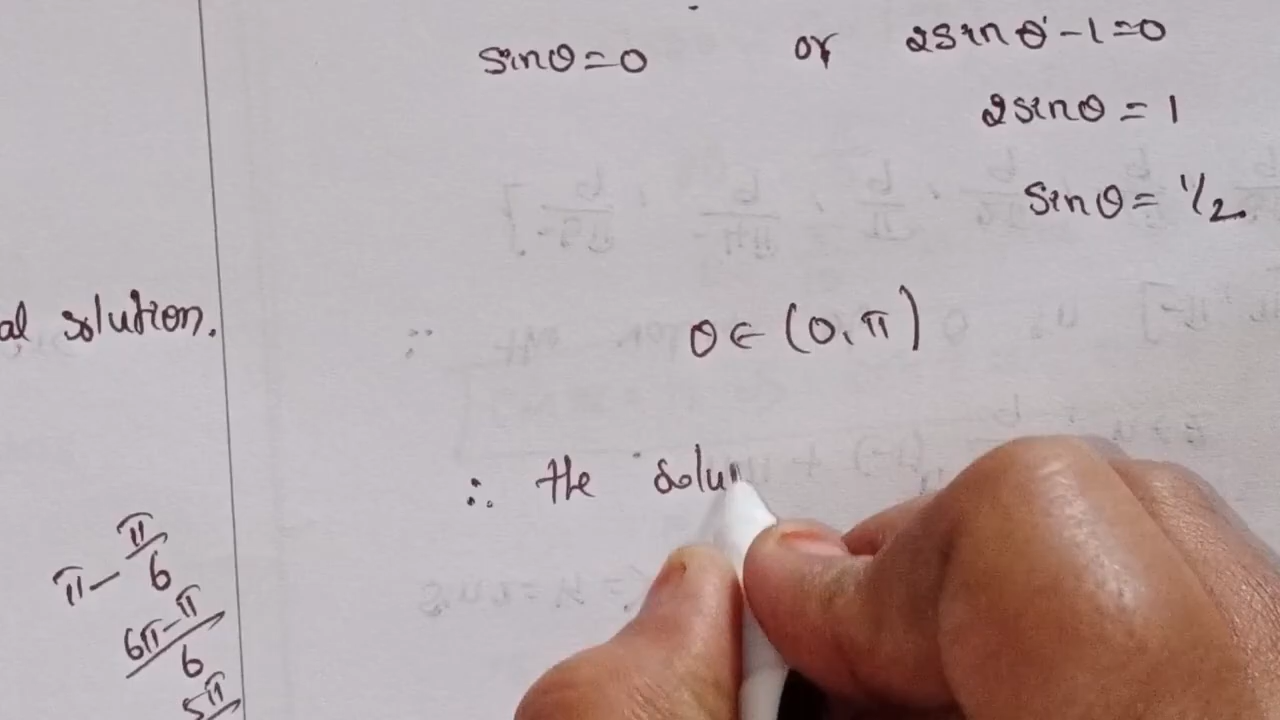 sinθ=0 or 2sinθ-1=0
2sinθ = 1
sinθ= 1/2
al solution.
∴ θ∈ (0,π)
∴ the solu
π-π/6
6π-π/6
5π